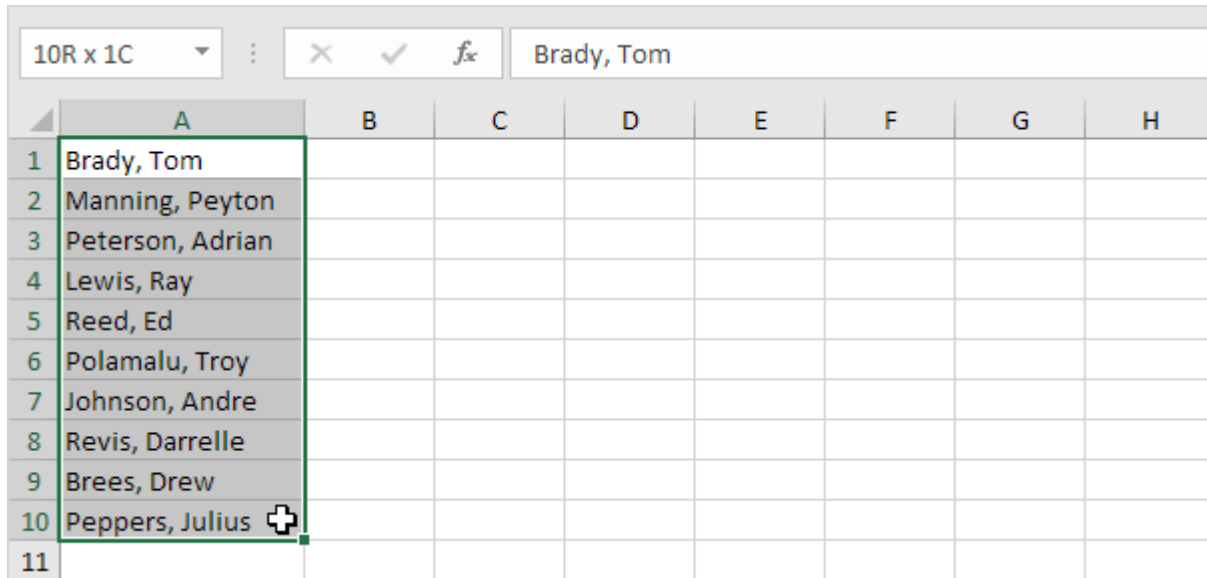 10R x 1C fx Brady, Tom
A B C D E F G H
1 Brady, Tom
2 Manning, Peyton
3 Peterson, Adrian
4 Lewis, Ray
5 Reed, Ed
6 Polamalu, Troy
7 Johnson, Andre
8 Revis, Darrelle
9 Brees, Drew
10 Peppers, Julius
11